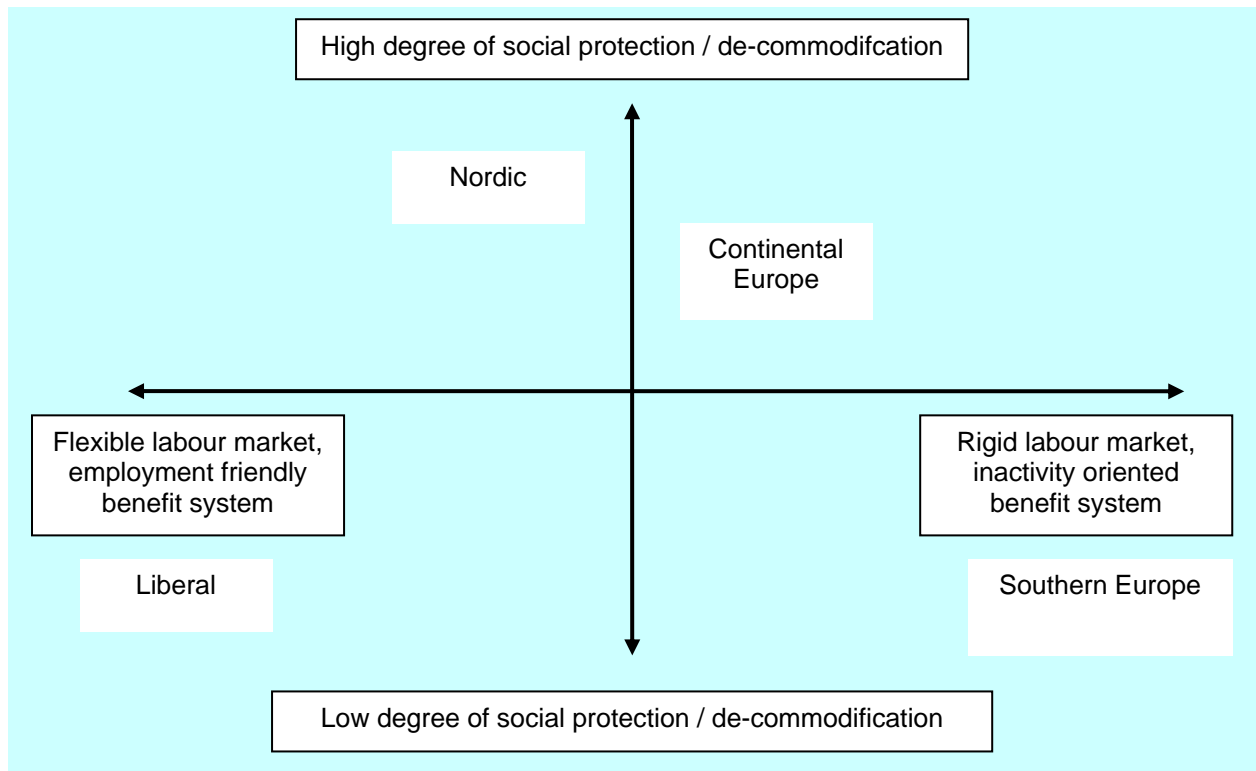 High degree of social protection / de-commodifcation
Nordic
Continental
Europe
Flexible labour market,
employment friendly
benefit system
Rigid labour market,
inactivity oriented
benefit system
Liberal
Southern Europe
Low degree of social protection / de-commodification